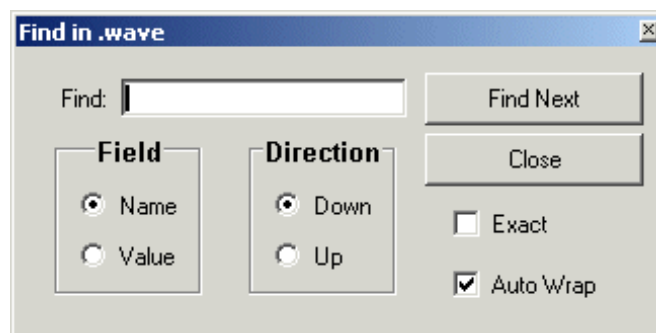 Find in .wave
Find:
Find Next
Close
Field
Name
Value
Direction
Down
Up
Exact
Auto Wrap